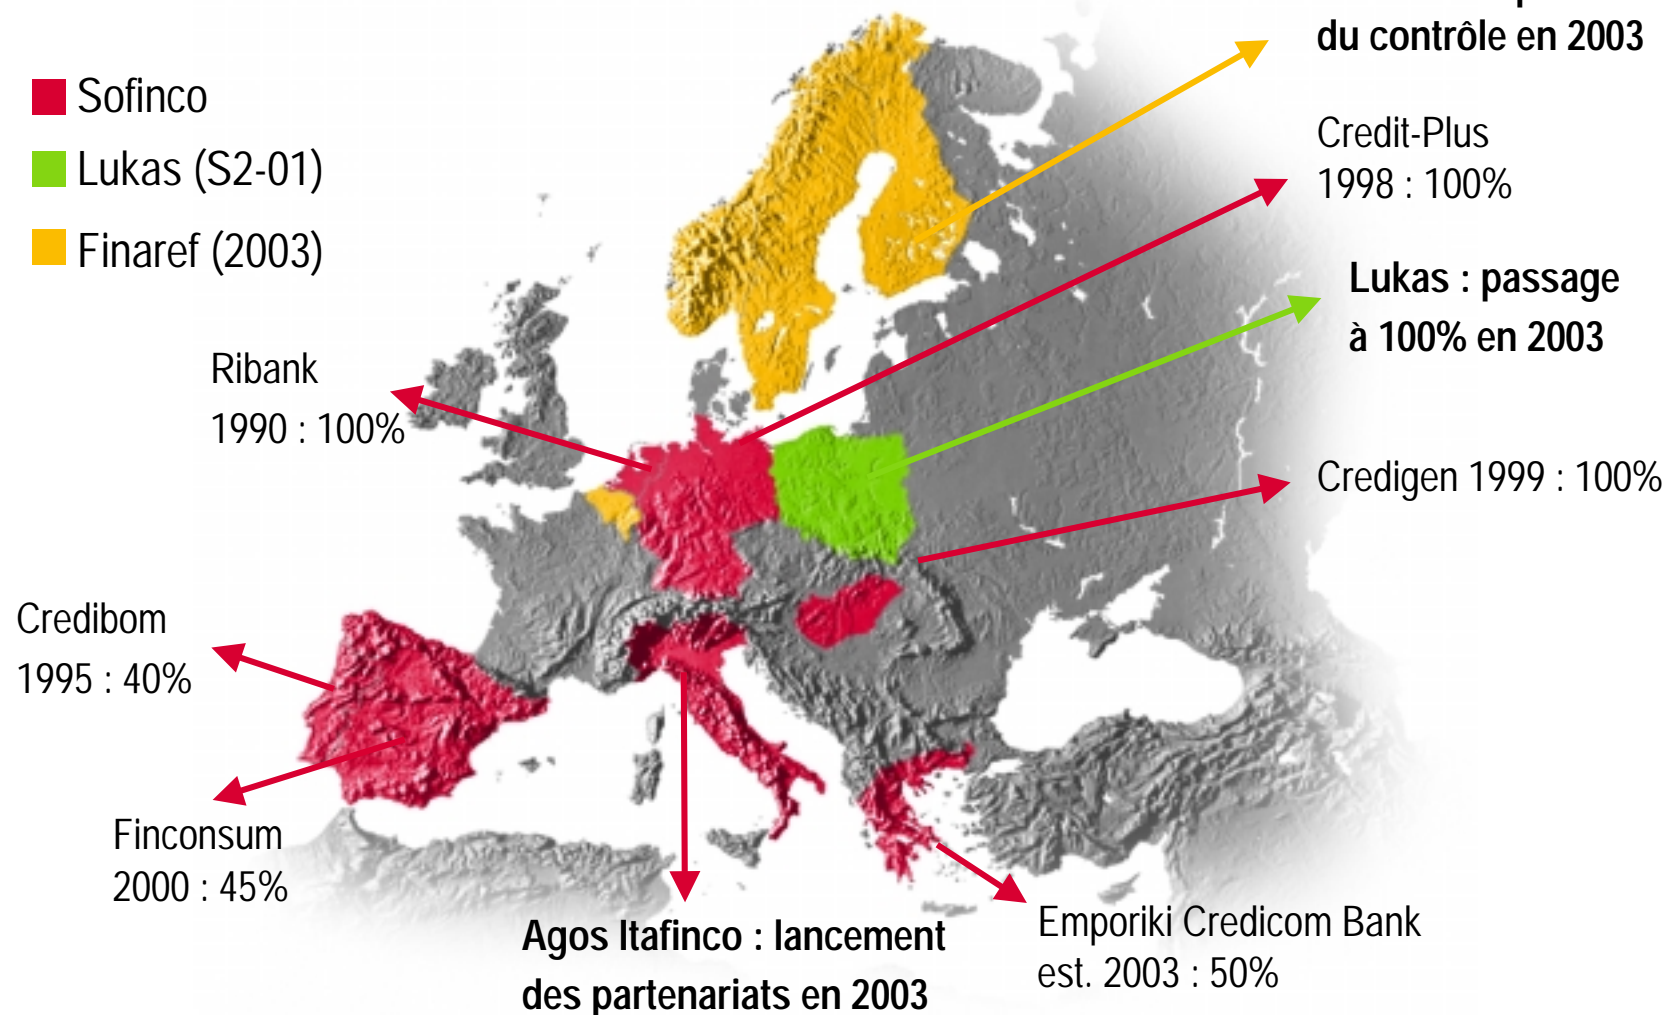 du contrôle en 2003
Sofinco
Lukas (S2-01)
Finaref (2003)
Credit-Plus
1998 : 100%
Lukas : passage
à 100% en 2003
Ribank
1990 : 100%
Credigen 1999 : 100%
Credibom
1995 : 40%
Finconsum
2000 : 45%
Agos Itafinco : lancement
des partenariats en 2003
Emporiki Credicom Bank
est. 2003 : 50%